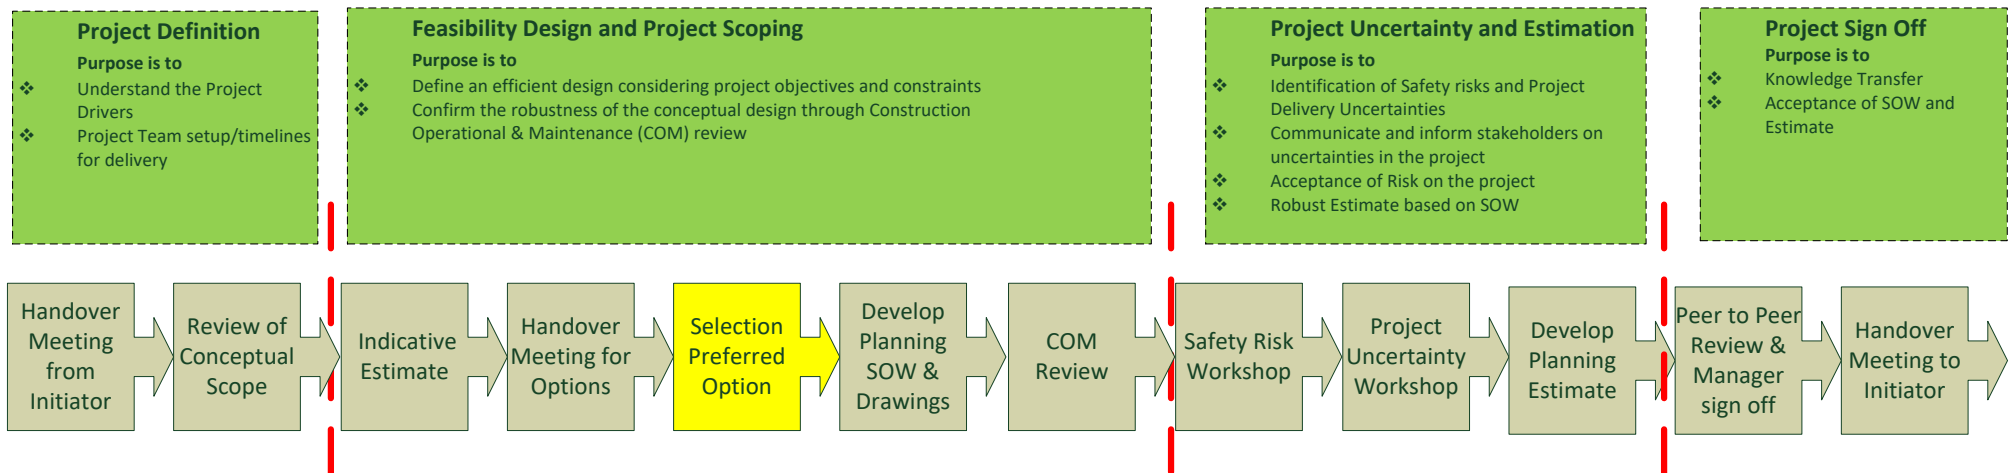 Project Definition
Purpose is to
❖ Understand the Project
Drivers
❖ Project Team setup/timelines
for delivery
Feasibility Design and Project Scoping
Purpose is to
❖ Define an efficient design considering project objectives and constraints
❖ Confirm the robustness of the conceptual design through Construction
Operational & Maintenance (COM) review
Project Uncertainty and Estimation
Purpose is to
❖ Identification of Safety risks and Project
Delivery Uncertainties
❖ Communicate and inform stakeholders on
uncertainties in the project
❖ Acceptance of Risk on the project
❖ Robust Estimate based on SOW
Project Sign Off
Purpose is to
❖ Knowledge Transfer
❖ Acceptance of SOW and
Estimate
Handover
Meeting
from
Initiator
Review of
Conceptual
Scope
Indicative
Estimate
Handover
Meeting for
Options
Selection
Preferred
Option
Develop
Planning
SOW &
Drawings
COM
Review
Safety Risk
Workshop
Project
Uncertainty
Workshop
Develop
Planning
Estimate
Peer to Peer
Review &
Manager
sign off
Handover
Meeting to
Initiator